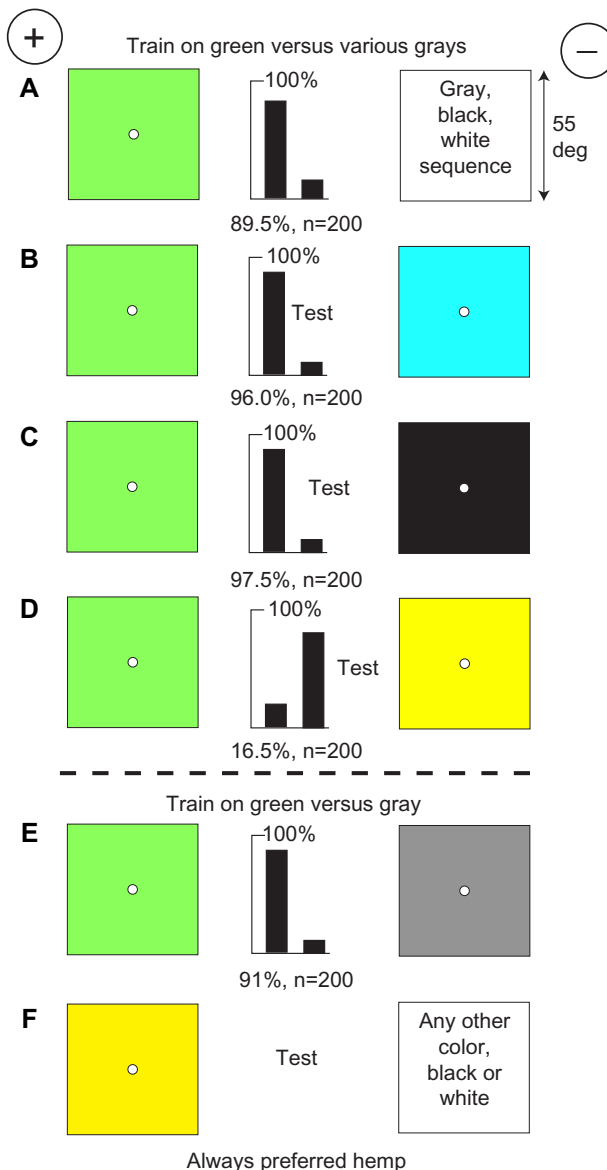 +
−
Train on green versus various grays
A
100%
Gray,
black,
white
sequence
55
deg
89.5%, n=200
B
100%
Test
96.0%, n=200
C
100%
Test
97.5%, n=200
D
100%
Test
16.5%, n=200
Train on green versus gray
E
100%
91%, n=200
F
Test
Any other
color,
black or
white
Always preferred hemp